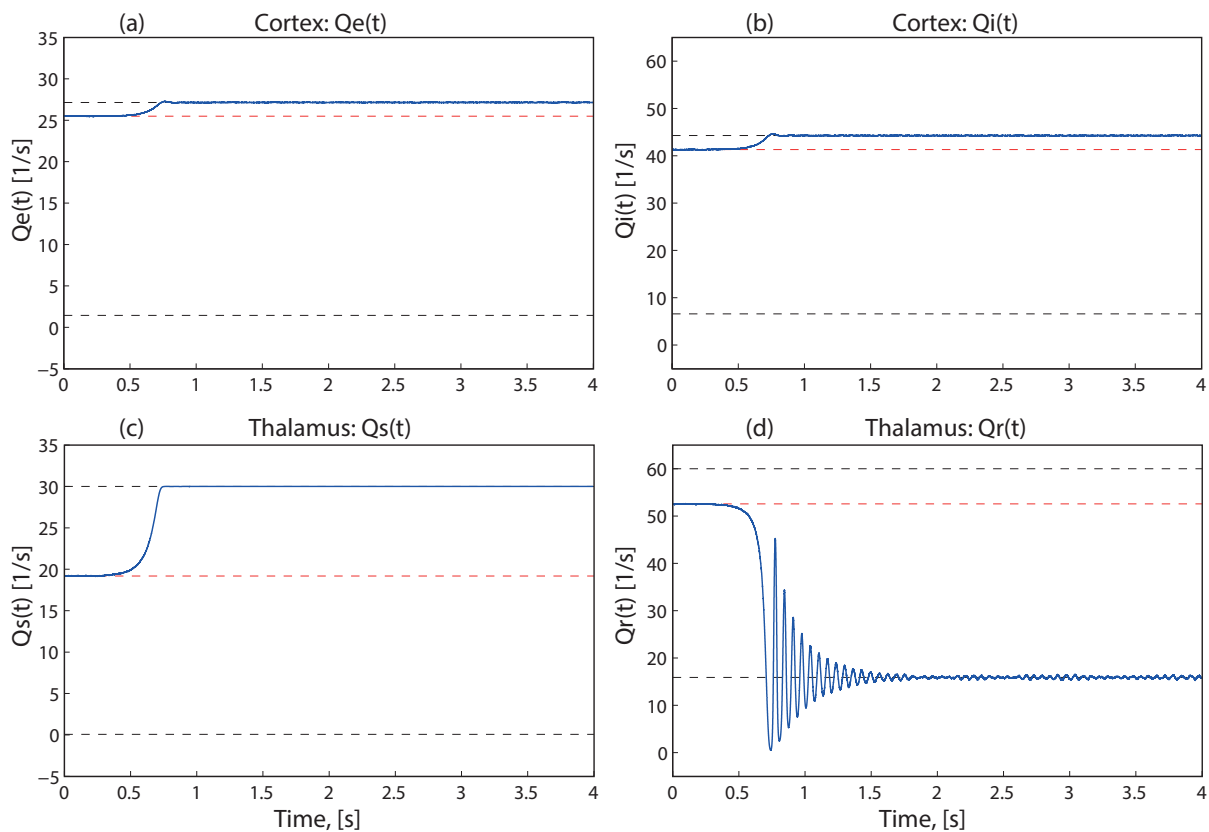 (a) Cortex: Qe(t)
35
30
25
20
15
10
5
0
−5
Qe(t) [1/s]
0 0.5 1 1.5 2 2.5 3 3.5 4
(b) Cortex: Qi(t)
60
50
40
30
20
10
0
Qi(t) [1/s]
0 0.5 1 1.5 2 2.5 3 3.5 4
(c) Thalamus: Qs(t)
35
30
25
20
15
10
5
0
−5
Qs(t) [1/s]
0 0.5 1 1.5 2 2.5 3 3.5 4
Time, [s]
(d) Thalamus: Qr(t)
60
50
40
30
20
10
0
Qr(t) [1/s]
0 0.5 1 1.5 2 2.5 3 3.5 4
Time, [s]